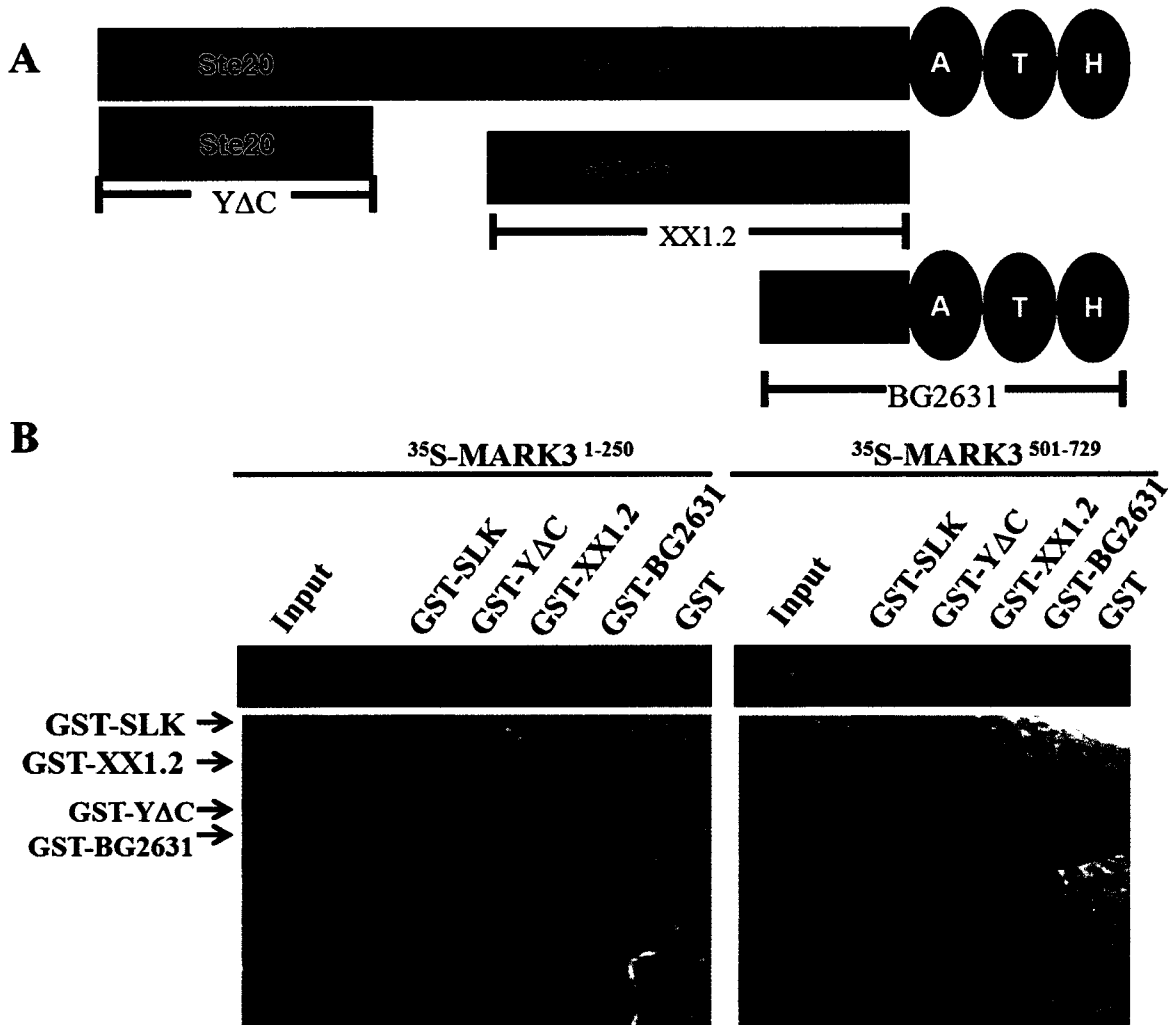 A
Ste20
A T H
Ste20
YΔC
XX1.2
A T H
BG2631
B
³⁵S-MARK3 ¹⁻²⁵⁰
³⁵S-MARK3 ⁵⁰¹⁻⁷²⁹
Input
GST-SLK
GST-YΔC
GST-XX1.2
GST-BG2631
GST
Input
GST-SLK
GST-YΔC
GST-XX1.2
GST-BG2631
GST
GST-SLK
GST-XX1.2
GST-YΔC
GST-BG2631